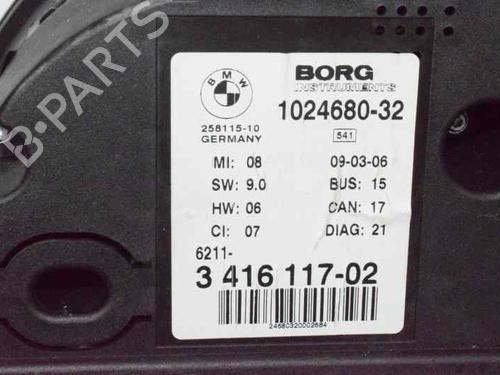 B-PARTS
BMW
BORG
INSTRUMENTS
1024680-32
258115-10
GERMANY
541
MI: 08 09-03-06
SW: 9.0 BUS: 15
HW: 06 CAN: 17
CI: 07 DIAG: 21
6211-
3 416 117-02
24680320002684